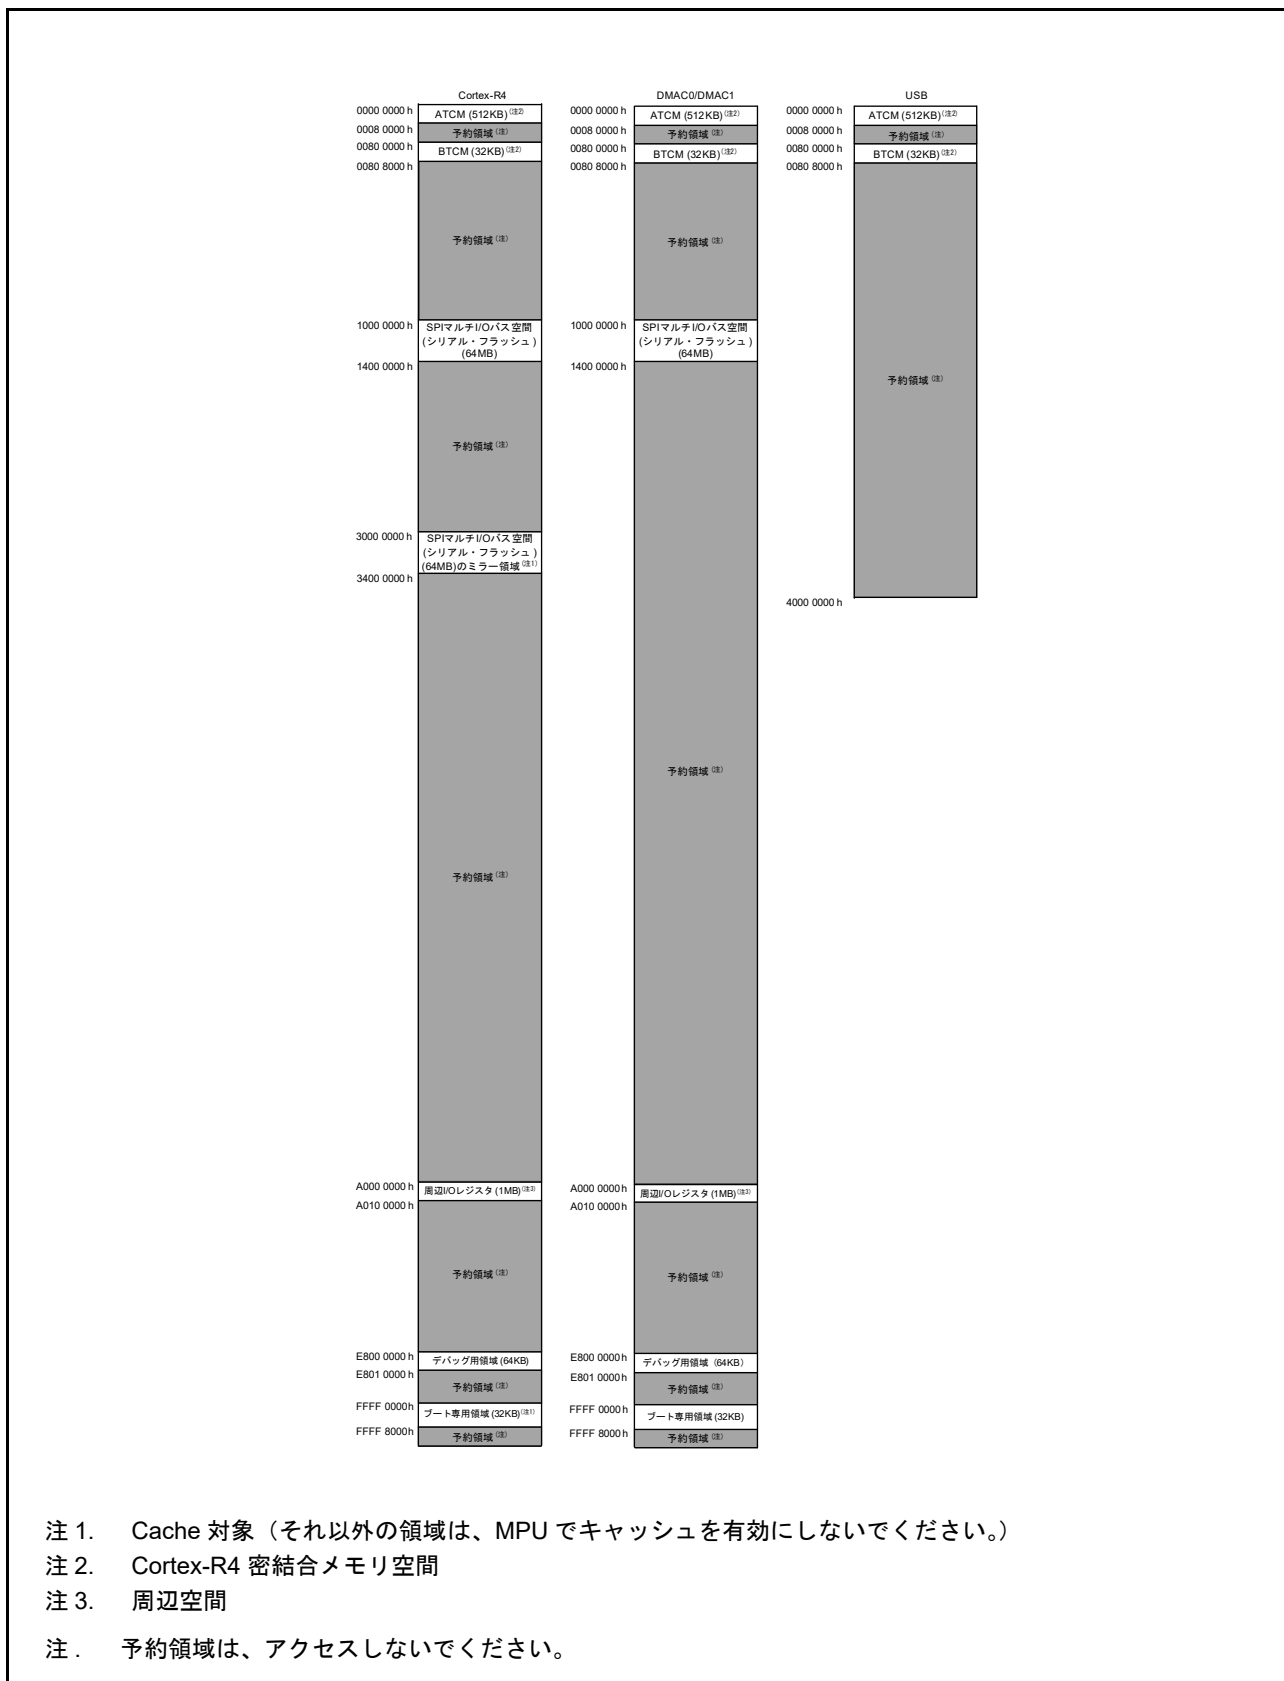 Cortex-R4
0000 0000 h
ATCM (512KB)(注2)
0008 0000 h
予約領域(注)
0080 0000 h
BTCM (32KB)(注2)
0080 8000 h
予約領域(注)
1000 0000 h
SPIマルチI/Oバス空間
(シリアル・フラッシュ)
(64MB)
1400 0000 h
予約領域(注)
3000 0000 h
SPIマルチI/Oバス空間
(シリアル・フラッシュ)
(64MB)のミラー領域(注1)
3400 0000 h
予約領域(注)
A000 0000 h
周辺I/Oレジスタ(1MB)(注3)
A010 0000 h
予約領域(注)
E800 0000 h
デバッグ用領域(64KB)
E801 0000 h
予約領域(注)
FFFF 0000h
ブート専用領域(32KB)(注1)
FFFF 8000h
予約領域(注)
DMAC0/DMAC1
0000 0000 h
ATCM (512KB)(注2)
0008 0000 h
予約領域(注)
0080 0000 h
BTCM (32KB)(注2)
0080 8000 h
予約領域(注)
1000 0000 h
SPIマルチI/Oバス空間
(シリアル・フラッシュ)
(64MB)
1400 0000 h
予約領域(注)
A000 0000h
周辺I/Oレジスタ(1MB)(注3)
A010 0000h
予約領域(注)
E800 0000h
デバッグ用領域（64KB）
E801 0000h
予約領域(注)
FFFF 0000h
ブート専用領域(32KB)
FFFF 8000h
予約領域(注)
USB
0000 0000 h
ATCM (512KB)(注2)
0008 0000 h
予約領域(注)
0080 0000 h
BTCM (32KB)(注2)
0080 8000 h
予約領域(注)
4000 0000 h
注 1. Cache 対象（それ以外の領域は、MPU でキャッシュを有効にしないでください。）
注 2. Cortex-R4 密結合メモリ空間
注 3. 周辺空間
注 . 予約領域は、アクセスしないでください。